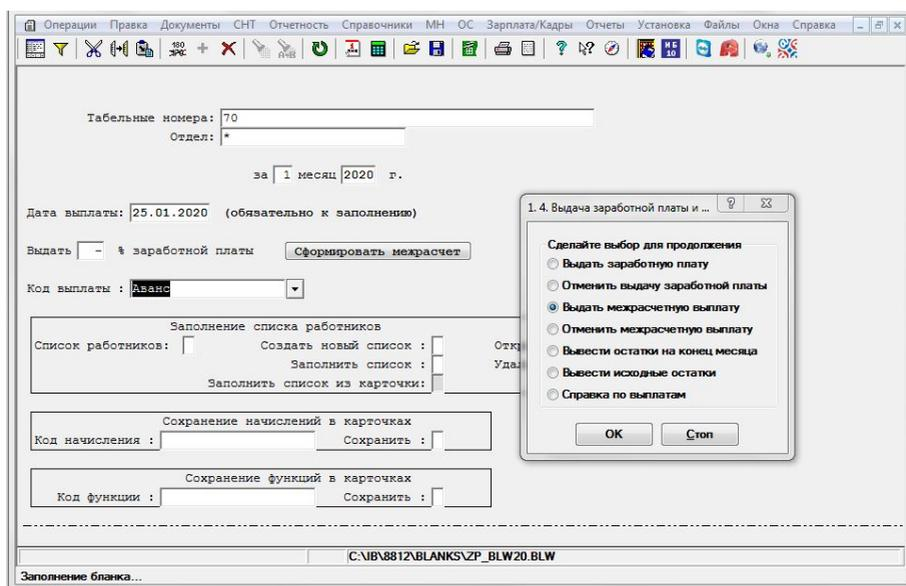 Операции Правка Документы СНТ Отчетность Справочники МН ОС Зарплата/Кадры Отчеты Установка Файлы Окна Справка
Табельные номера: 70
Отдел: *
за 1 месяц 2020 г.
Дата выплаты: 25.01.2020 (обязательно к заполнению)
Выдать - % заработной платы Сформировать межрасчет
Код выплаты : Аванс
Заполнение списка работников
Список работников: Создать новый список : Откр
Заполнить список : Удал
Заполнить список из карточки:
Сохранение начислений в карточках
Код начисления : Сохранить :
Сохранение функций в карточках
Код функции : Сохранить :
1. 4. Выдача заработной платы и ...
Сделайте выбор для продолжения
Выдать заработную плату
Отменить выдачу заработной платы
Выдать межрасчетную выплату
Отменить межрасчетную выплату
Вывести остатки на конец месяца
Вывести исходные остатки
Справка по выплатам
OK Стоп
C:\IB\8812\BLANKS\ZP_BLW20.BLW
Заполнение бланка...